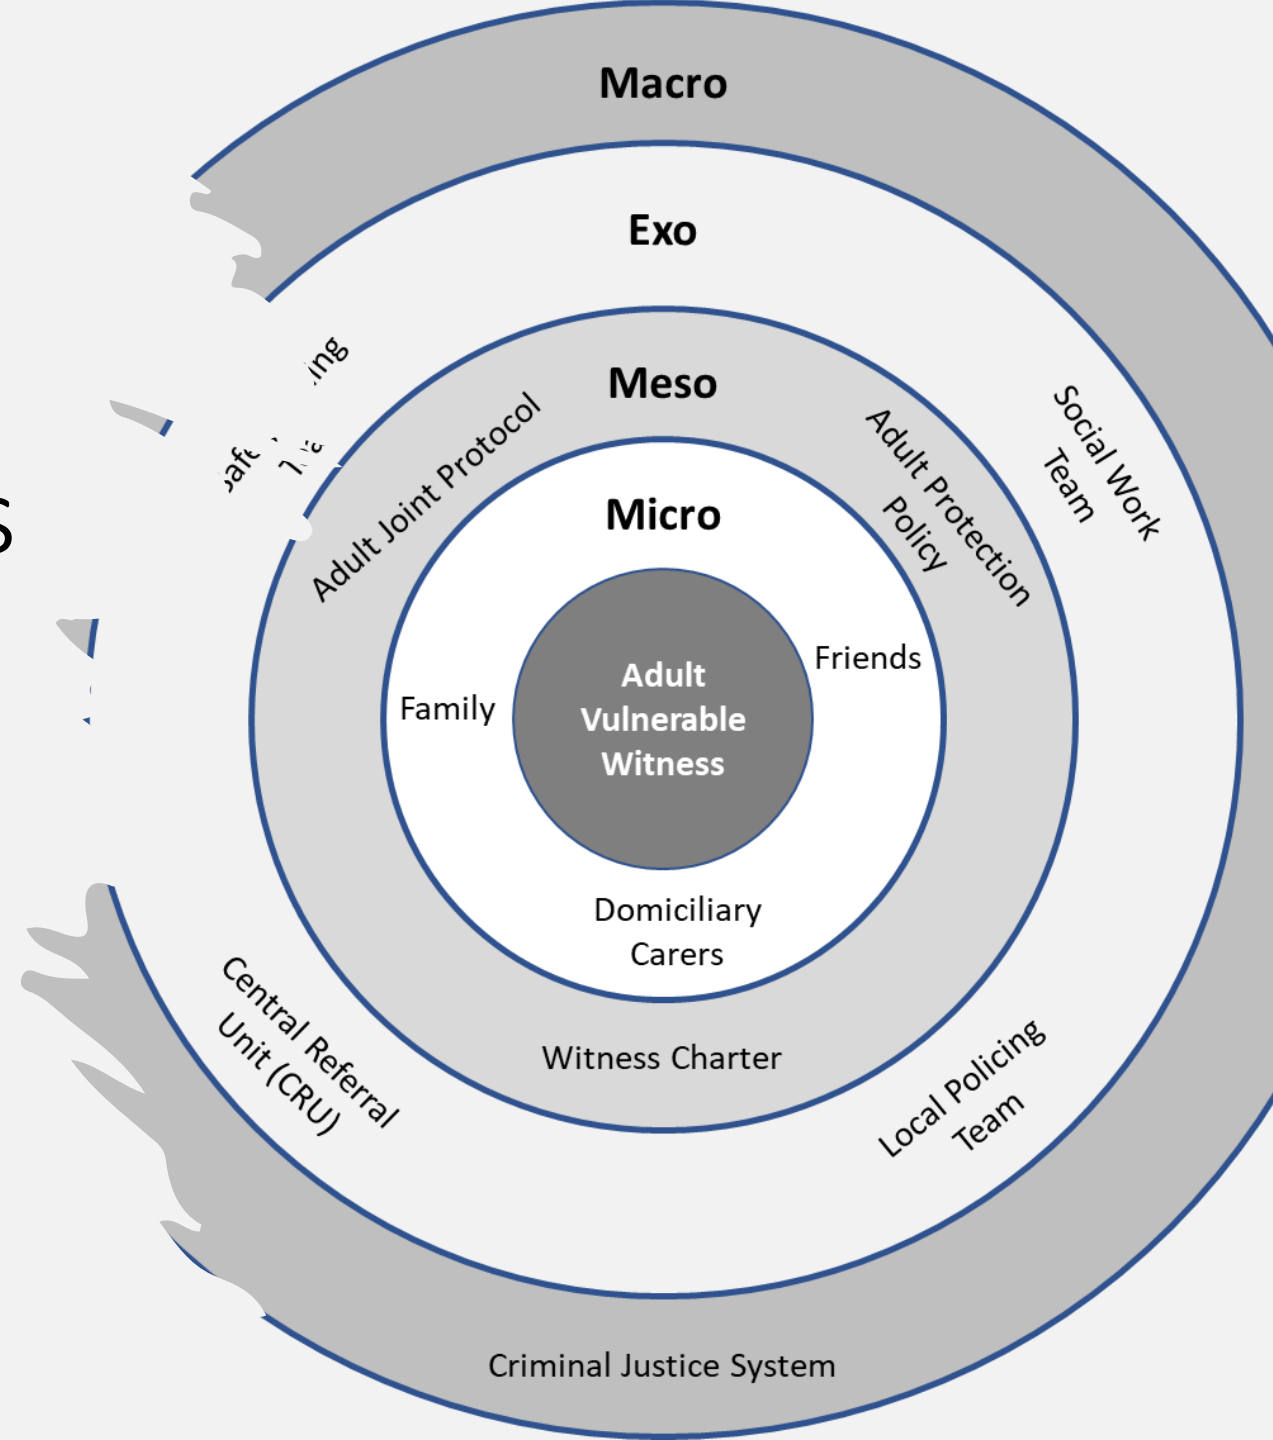 Macro
Exo
Meso
Adult Joint Protocol
Adult Protection
Policy
Social Work
Team
Micro
Family
Friends
Adult
Vulnerable
Witness
Domiciliary
Carers
Witness Charter
Central Referral
Unit (CRU)
Local Policing
Team
Criminal Justice System